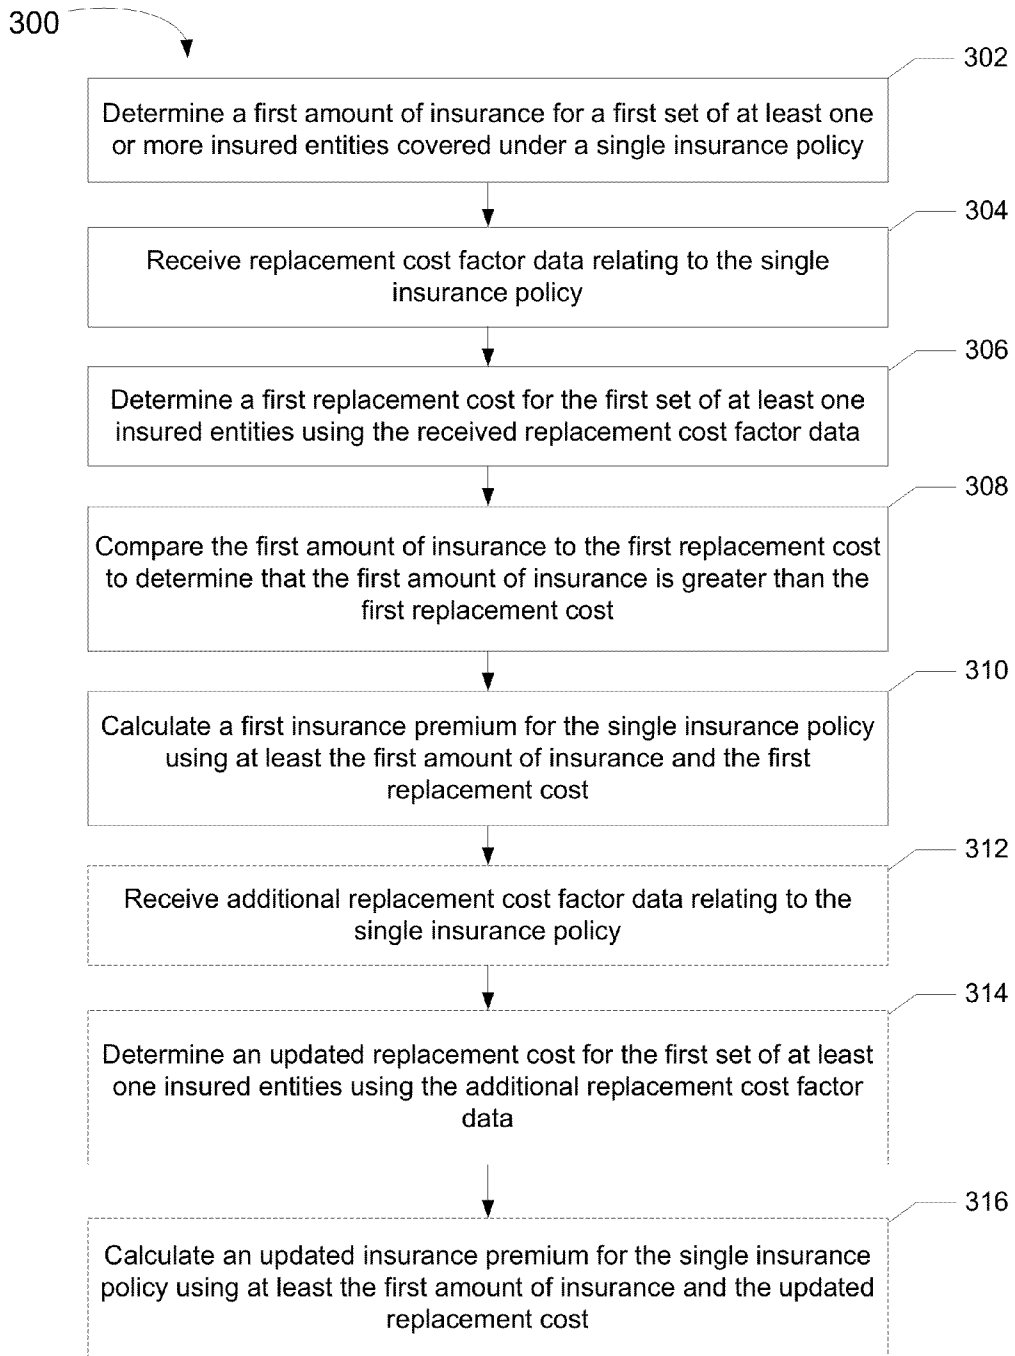 300
302
Determine a first amount of insurance for a first set of at least one
or more insured entities covered under a single insurance policy
304
Receive replacement cost factor data relating to the single
insurance policy
306
Determine a first replacement cost for the first set of at least one
insured entities using the received replacement cost factor data
308
Compare the first amount of insurance to the first replacement cost
to determine that the first amount of insurance is greater than the
first replacement cost
310
Calculate a first insurance premium for the single insurance policy
using at least the first amount of insurance and the first
replacement cost
312
Receive additional replacement cost factor data relating to the
single insurance policy
314
Determine an updated replacement cost for the first set of at least
one insured entities using the additional replacement cost factor
data
316
Calculate an updated insurance premium for the single insurance
policy using at least the first amount of insurance and the updated
replacement cost